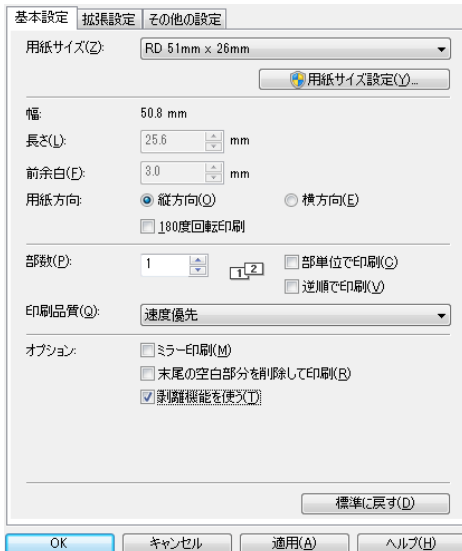 基本設定 拡張設定 その他の設定
用紙サイズ(Z): RD 51mm x 26mm
用紙サイズ設定(Y)...
幅: 50.8 mm
長さ(L): 25.6 mm
前余白(F): 3.0 mm
用紙方向: 縦方向(O) 横方向(E)
180度回転印刷
部数(P): 1 1 2 部単位で印刷(C)
逆順で印刷(V)
印刷品質(Q): 速度優先
オプション: ミラー印刷(M)
末尾の空白部分を削除して印刷(R)
剥離機能を使う(T)
標準に戻す(D)
OK キャンセル 適用(A) ヘルプ(H)